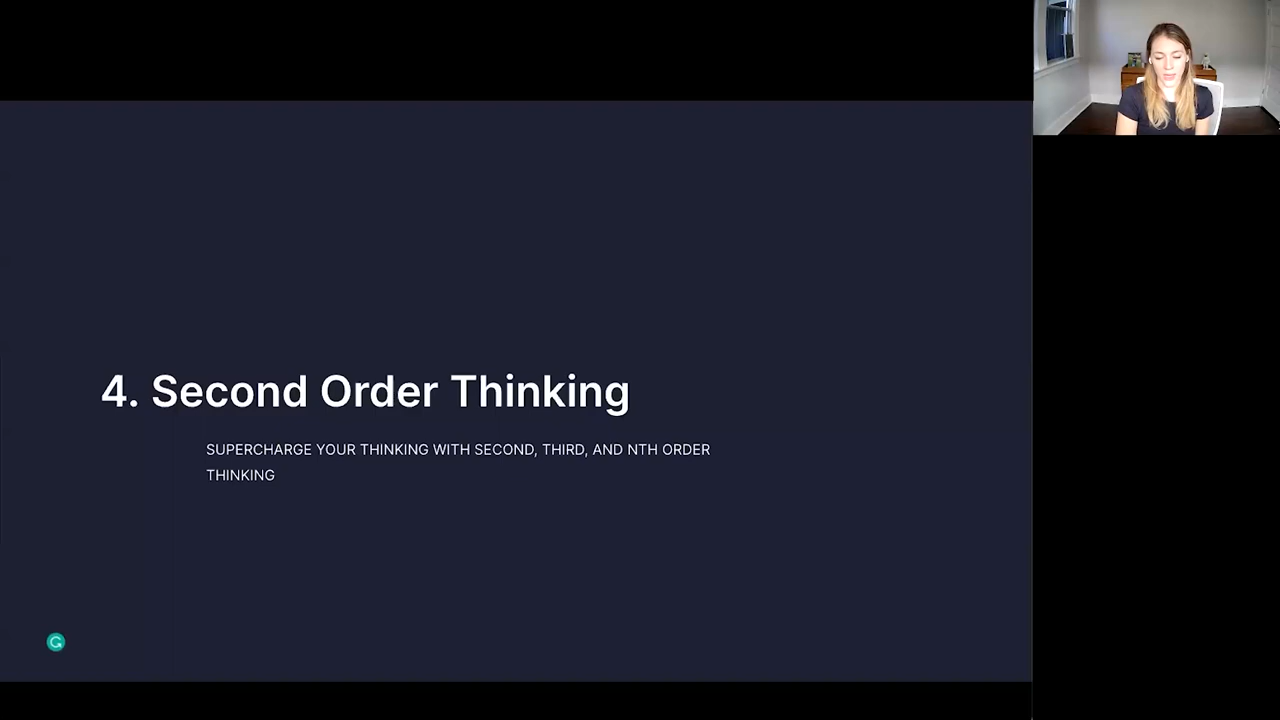 4. Second Order Thinking
SUPERCHARGE YOUR THINKING WITH SECOND, THIRD, AND NTH ORDER
THINKING